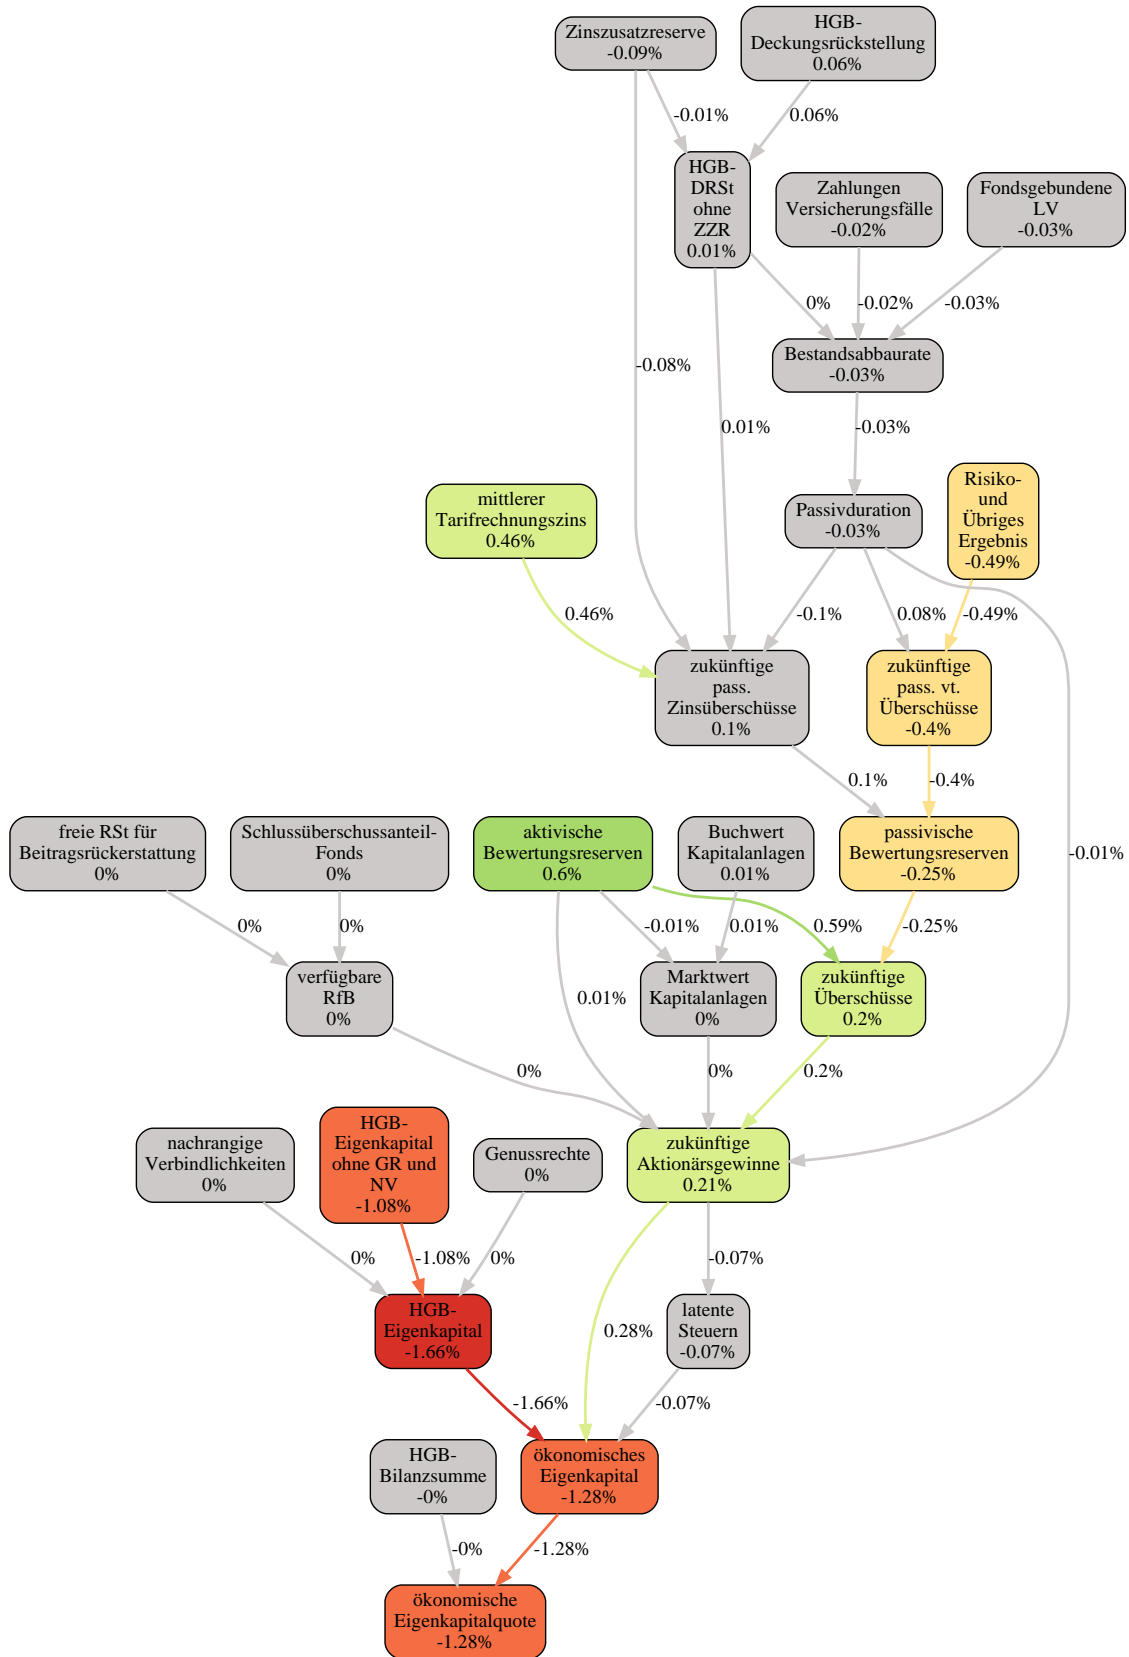 Zinszusatzreserve
-0.09%
HGB-
Deckungsrückstellung
0.06%
-0.01%
0.06%
HGB-
DRSt
ohne
ZZR
0.01%
Zahlungen
Versicherungsfälle
-0.02%
Fondsgebundene
LV
-0.03%
0%
-0.02%
-0.03%
-0.08%
Bestandsabbaurate
-0.03%
0.01%
-0.03%
mittlerer
Tarifrechnungszins
0.46%
Passivduration
-0.03%
Risiko-
und
Übriges
Ergebnis
-0.49%
0.46%
-0.1%
0.08%
-0.49%
zukünftige
pass.
Zinsüberschüsse
0.1%
zukünftige
pass. vt.
Überschüsse
-0.4%
0.1%
-0.4%
-0.01%
freie RSt für
Beitragsrückerstattung
0%
Schlussüberschussanteil-
Fonds
0%
aktivische
Bewertungsreserven
0.6%
Buchwert
Kapitalanlagen
0.01%
passivische
Bewertungsreserven
-0.25%
0%
0%
-0.01%
0.01%
0.59%
-0.25%
verfügbare
RfB
0%
0.01%
Marktwert
Kapitalanlagen
0%
zukünftige
Überschüsse
0.2%
0%
0%
0.2%
nachrangige
Verbindlichkeiten
0%
HGB-
Eigenkapital
ohne GR und
NV
-1.08%
Genussrechte
0%
zukünftige
Aktionärsgewinne
0.21%
0%
-1.08%
0%
-0.07%
HGB-
Eigenkapital
-1.66%
0.28%
latente
Steuern
-0.07%
-1.66%
-0.07%
HGB-
Bilanzsumme
-0%
ökonomisches
Eigenkapital
-1.28%
-0%
-1.28%
ökonomische
Eigenkapitalquote
-1.28%